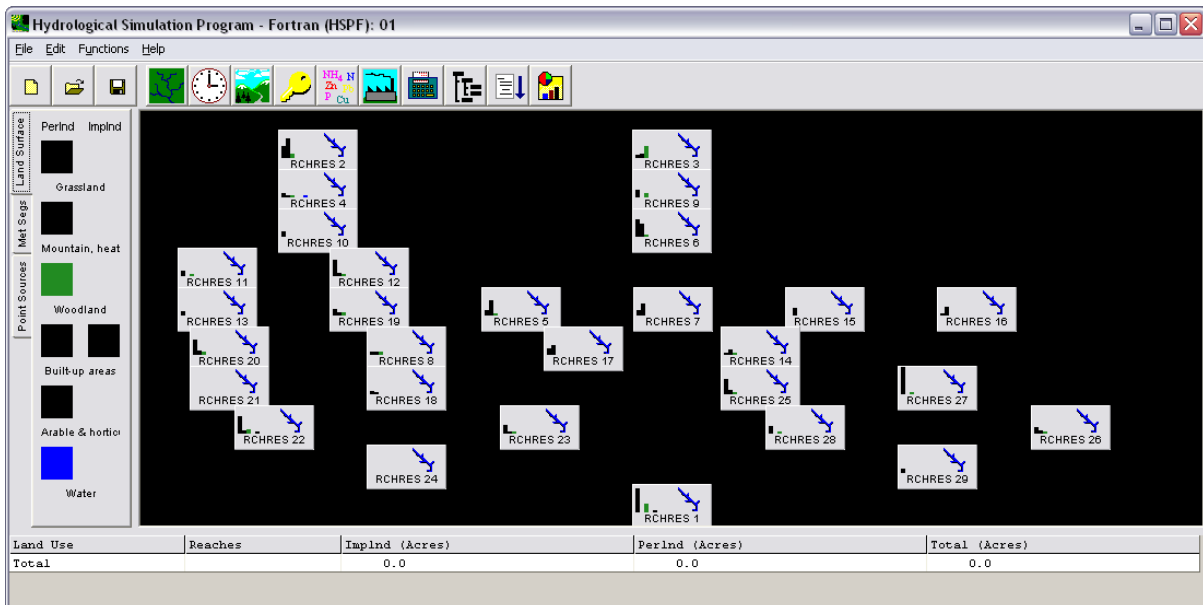 Hydrological Simulation Program - Fortran (HSPF): 01
File Edit Functions Help
NH4 N
Zn
P Cu
Land Surface
Met Segs
Point Sources
PerInd ImpInd
Grassland
Mountain, heat
Woodland
Built-up areas
Arable & hortic
Water
RCHRES 2
RCHRES 3
RCHRES 4
RCHRES 9
RCHRES 10
RCHRES 6
RCHRES 11
RCHRES 12
RCHRES 13
RCHRES 19
RCHRES 5
RCHRES 7
RCHRES 15
RCHRES 16
RCHRES 20
RCHRES 8
RCHRES 17
RCHRES 14
RCHRES 21
RCHRES 18
RCHRES 25
RCHRES 27
RCHRES 22
RCHRES 23
RCHRES 28
RCHRES 26
RCHRES 24
RCHRES 29
RCHRES 1
Land Use Reaches ImpInd (Acres) PerInd (Acres) Total (Acres)
Total 0.0 0.0 0.0